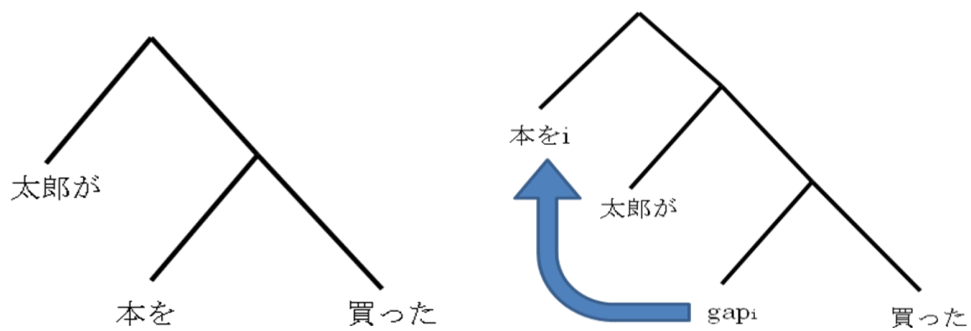 太郎が
本を
買った
本をi
太郎が
gapi
買った